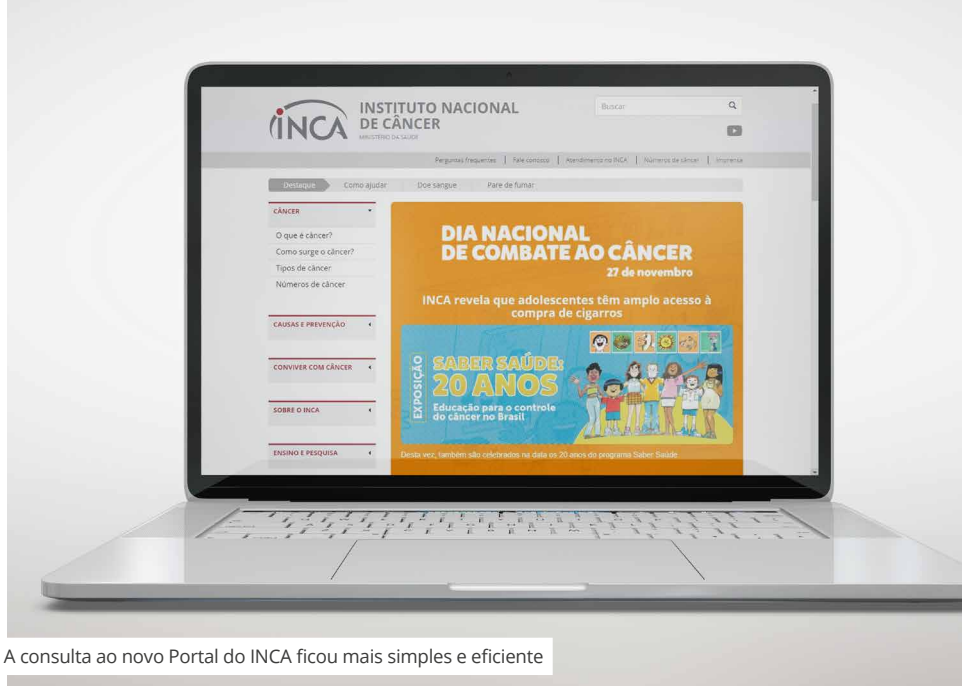 INCA
INSTITUTO NACIONAL
DE CÂNCER
MINISTÉRIO DA SAÚDE
Buscar
Perguntas frequentes | Fale conosco | Atendimento no INCA | Números de câncer | Imprensa
Destaque Como ajudar Doe sangue Pare de fumar
CÂNCER
O que é câncer?
Como surge o câncer?
Tipos de câncer
Números de câncer
CAUSAS E PREVENÇÃO
CONVIVER COM CÂNCER
SOBRE O INCA
ENSINO E PESQUISA
DIA NACIONAL
DE COMBATE AO CÂNCER
27 de novembro
INCA revela que adolescentes têm amplo acesso à
compra de cigarros
EXPOSIÇÃO
SABER SAÚDE:
20 ANOS
Educação para o controle
do câncer no Brasil
Desta vez, também são celebrados na data os 20 anos do programa Saber Saúde
A consulta ao novo Portal do INCA ficou mais simples e eficiente